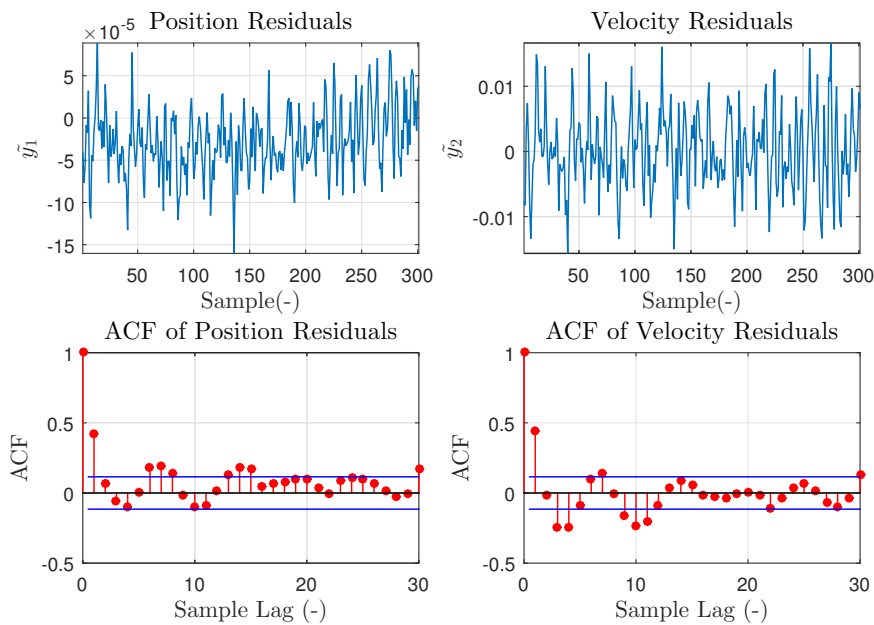 Position Residuals
×10⁻⁵
5
0
-5
-10
-15
ỹ₁
50 100 150 200 250 300
Sample(-)
Velocity Residuals
0.01
0
-0.01
ỹ₂
50 100 150 200 250 300
Sample(-)
ACF of Position Residuals
1
0.5
0
-0.5
ACF
0 10 20 30
Sample Lag (-)
ACF of Velocity Residuals
1
0.5
0
-0.5
ACF
0 10 20 30
Sample Lag (-)